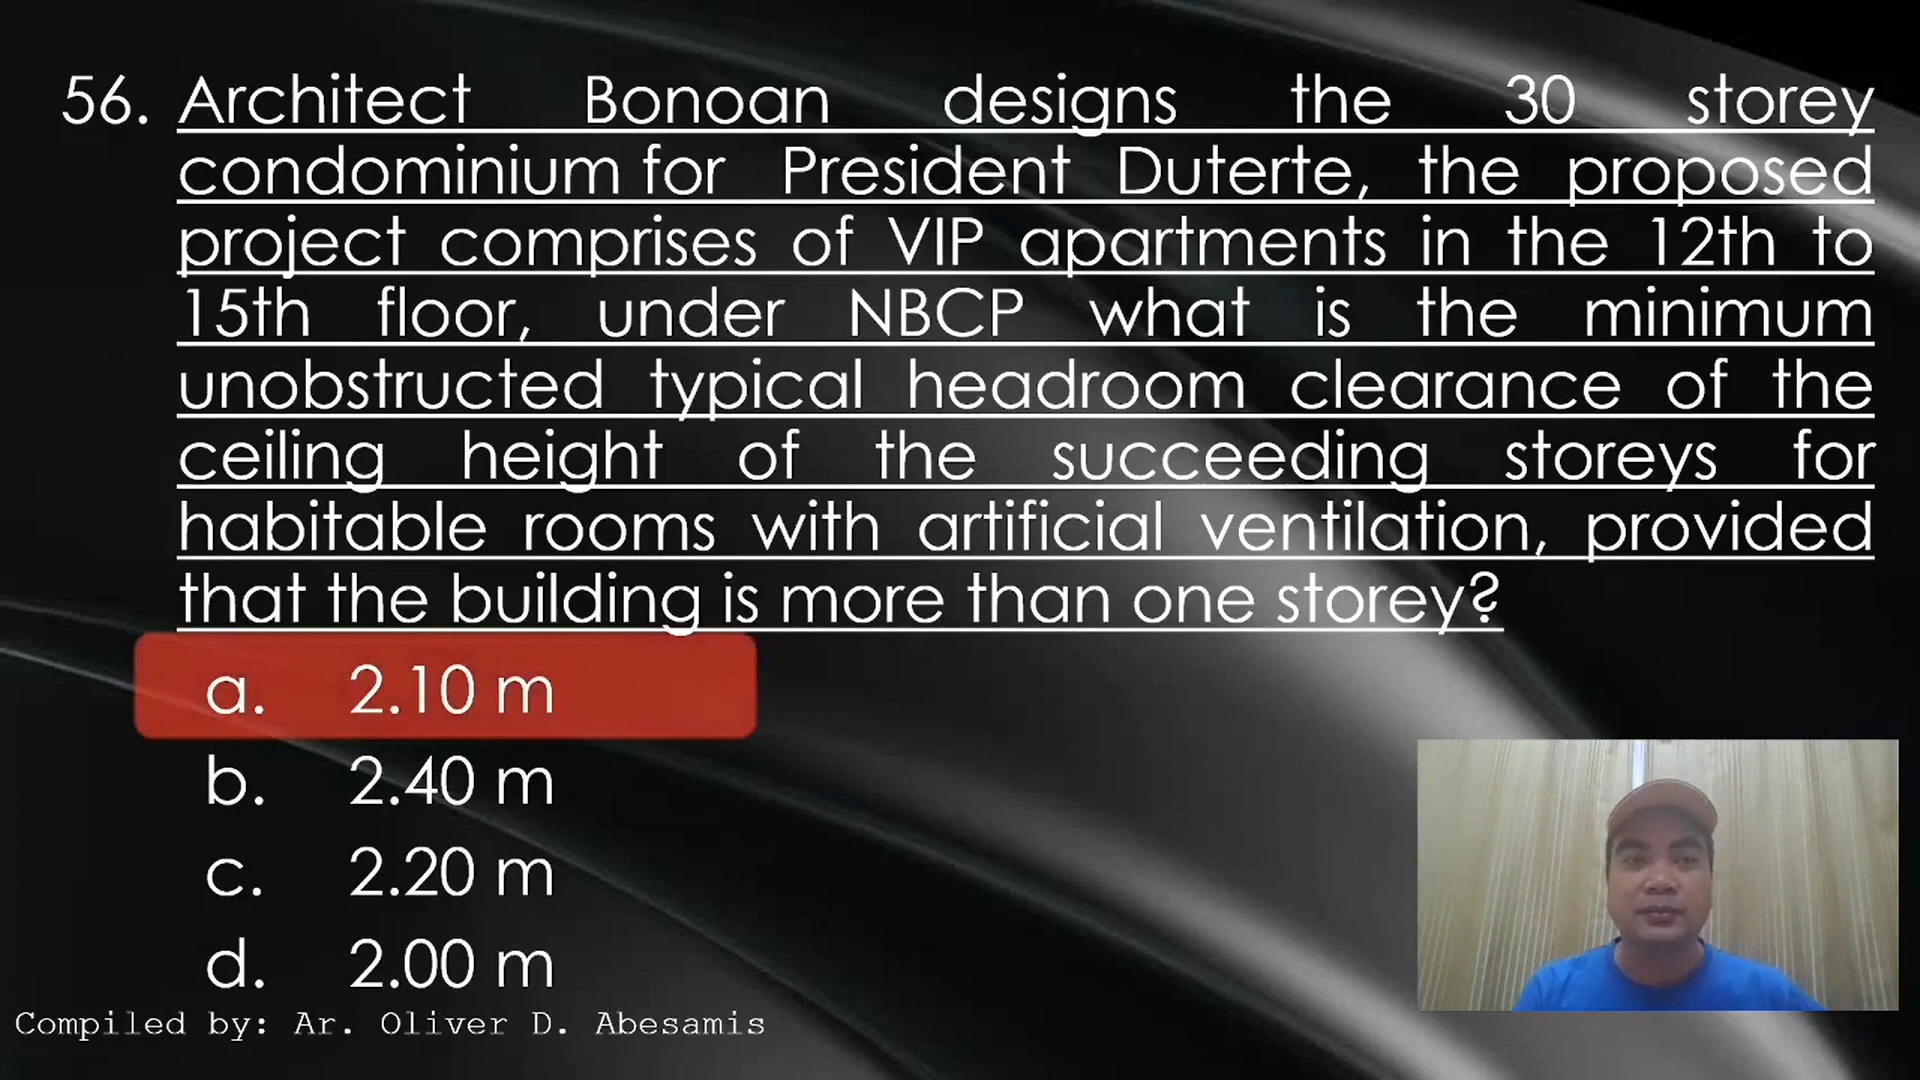 56. Architect Bonoan designs the 30 storey
condominium for President Duterte, the proposed
project comprises of VIP apartments in the 12th to
15th floor, under NBCP what is the minimum
unobstructed typical headroom clearance of the
ceiling height of the succeeding storeys for
habitable rooms with artificial ventilation, provided
that the building is more than one storey?
a. 2.10 m
b. 2.40 m
c. 2.20 m
d. 2.00 m
Compiled by: Ar. Oliver D. Abesamis